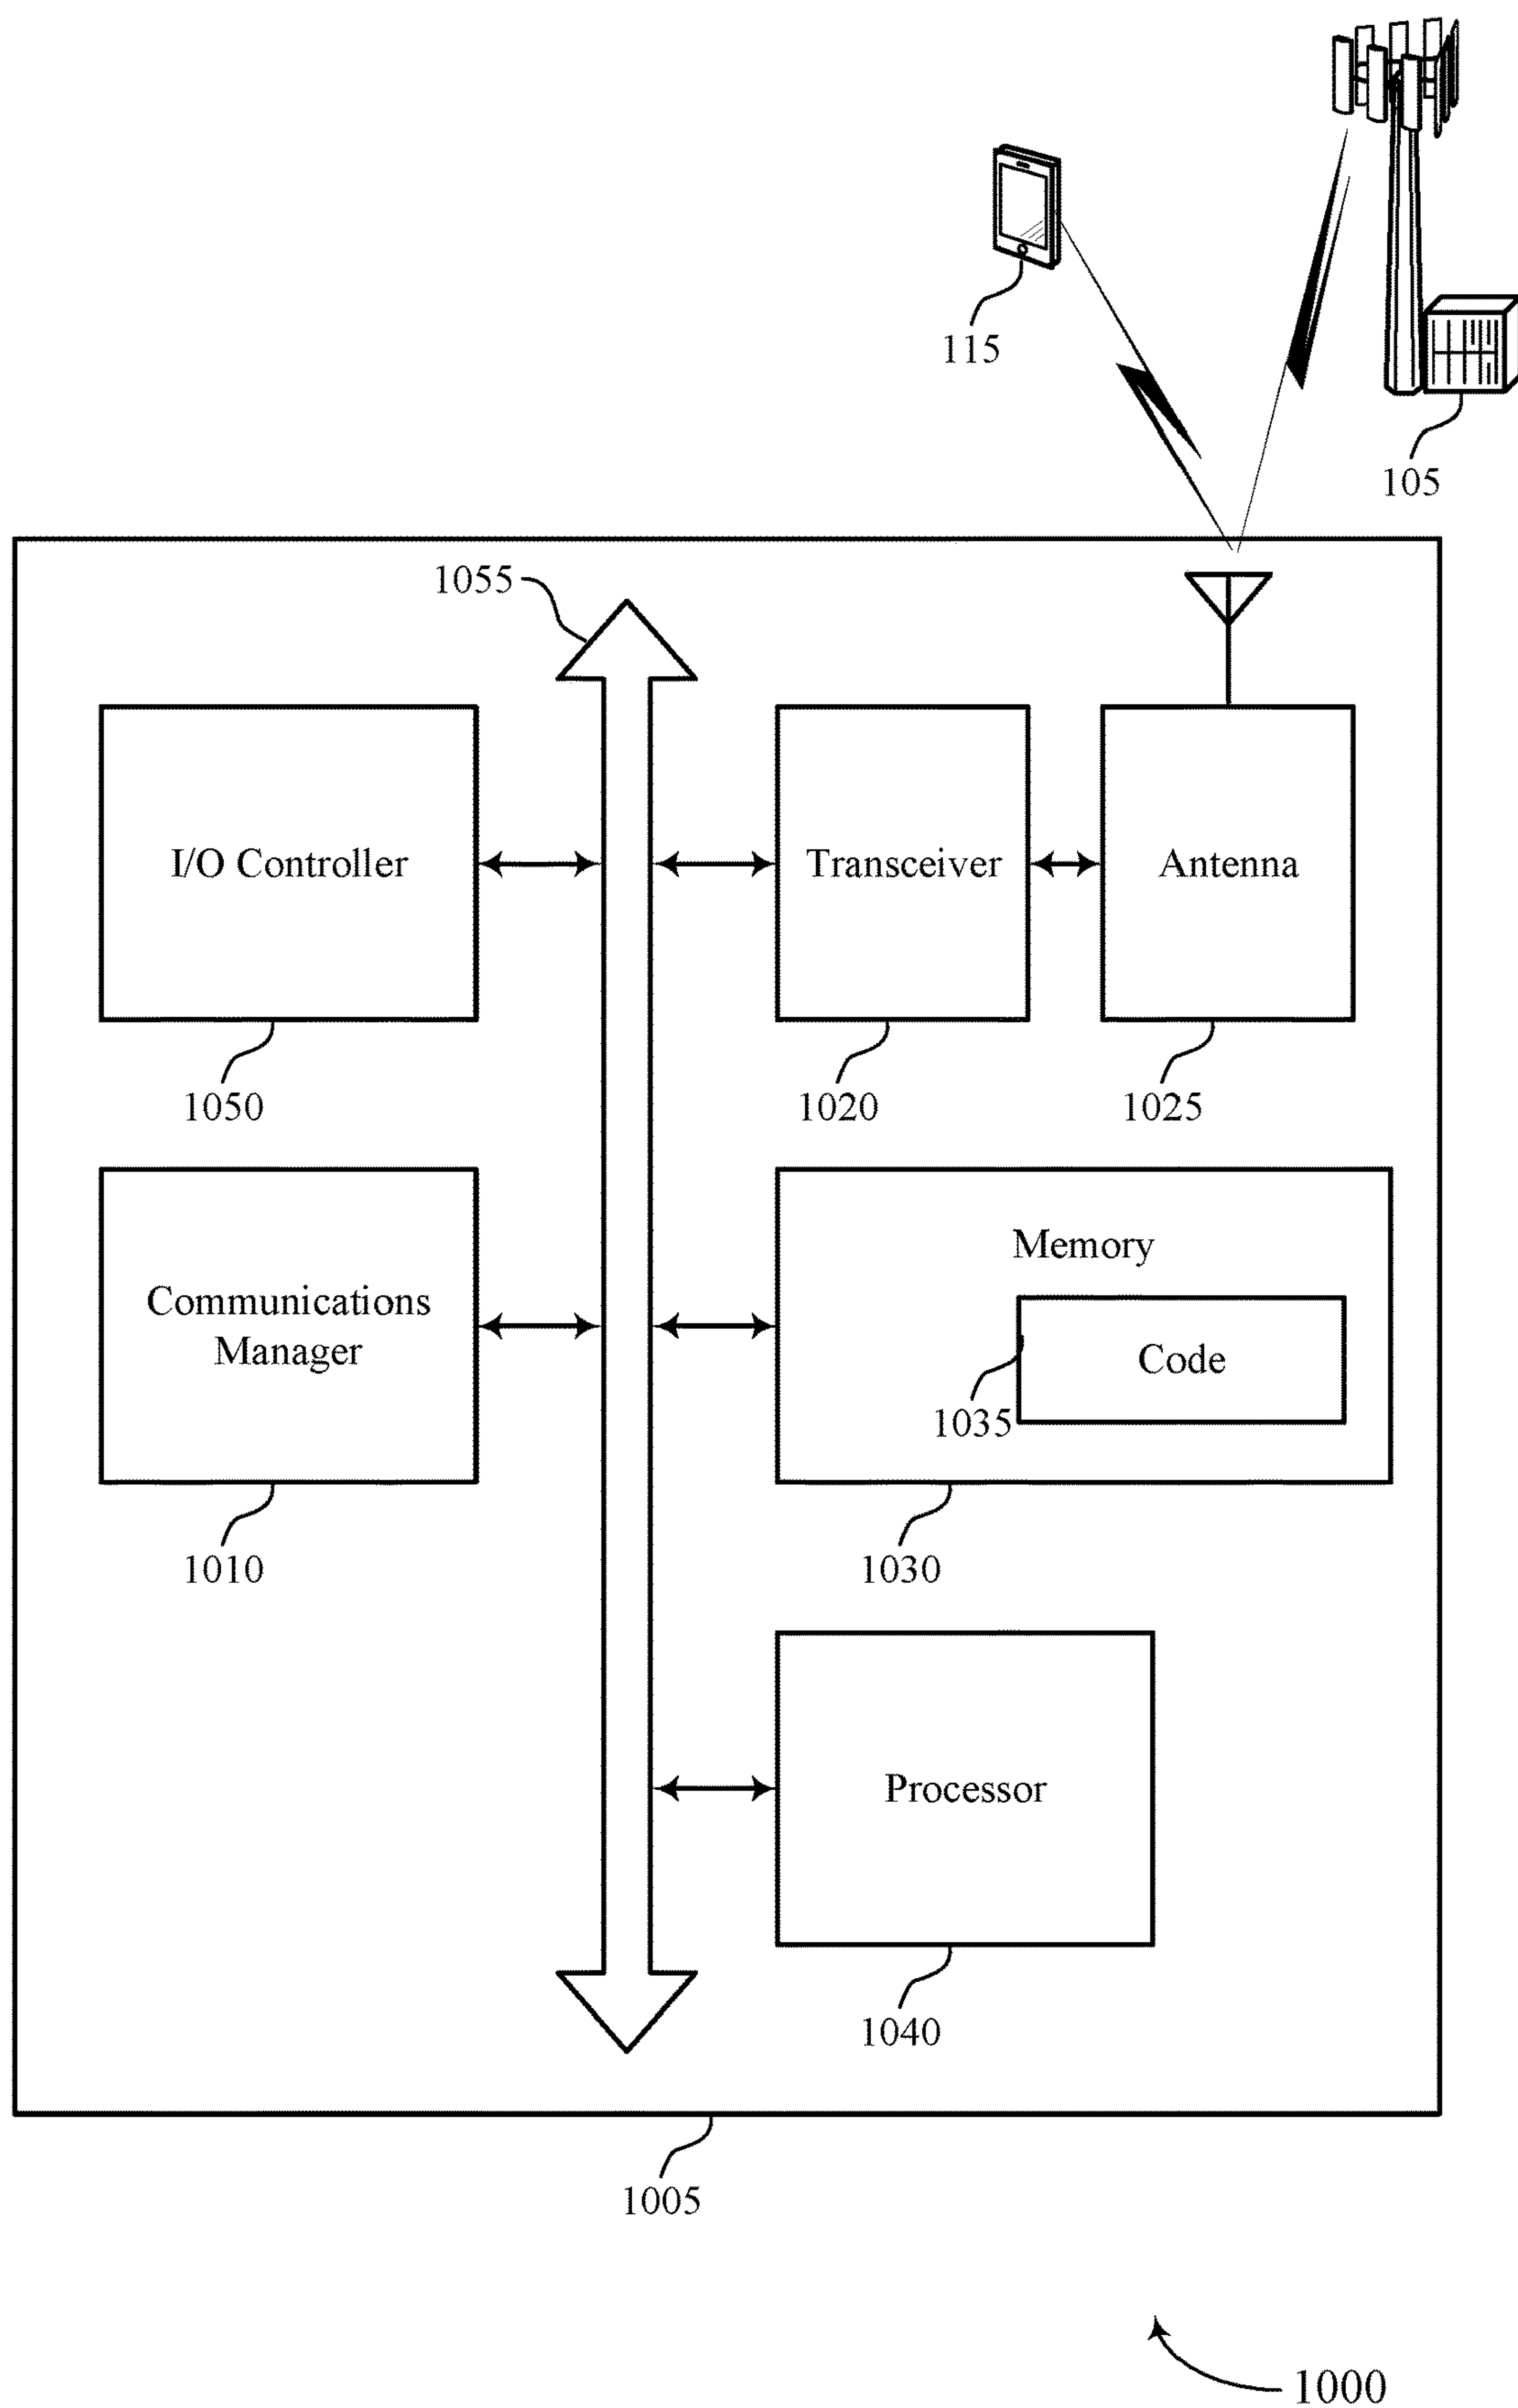 115
105
1055
I/O Controller
Transceiver
Antenna
1050
1020
1025
Communications
Manager
Memory
Code
1035
1010
1030
Processor
1040
1005
1000